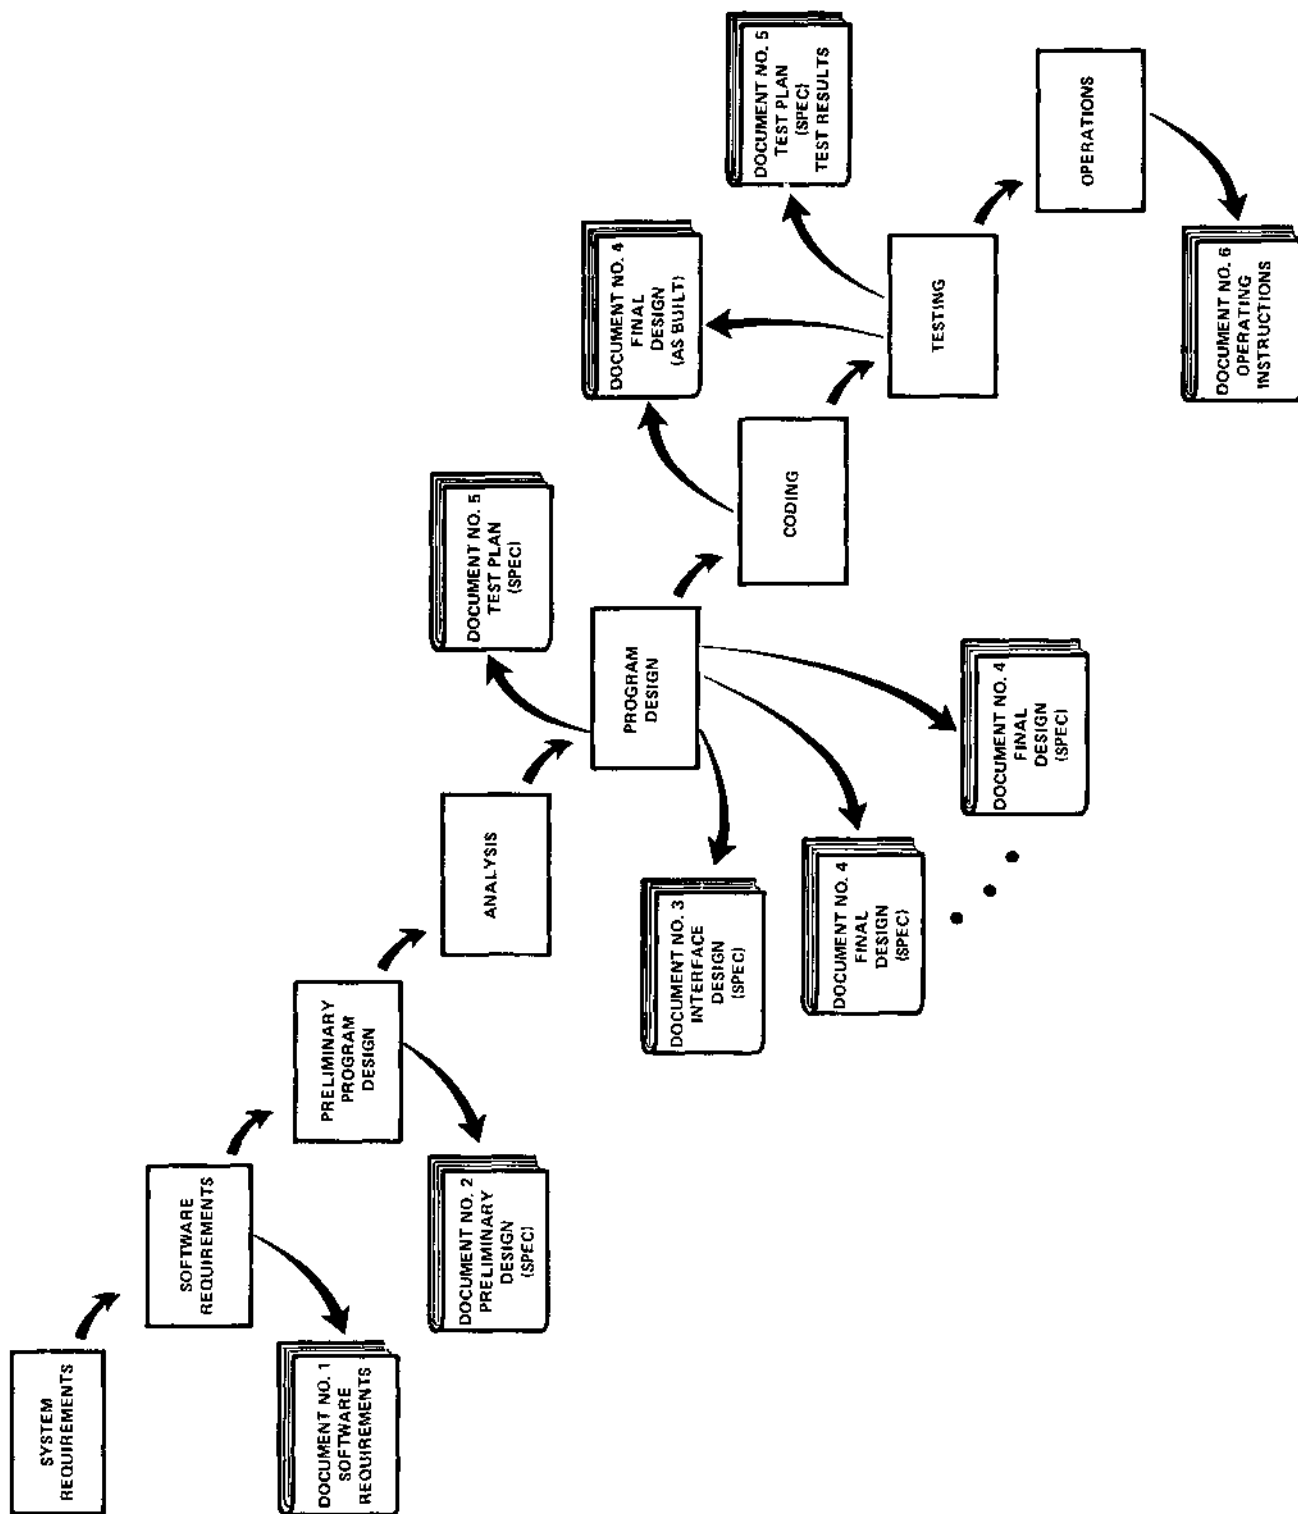 SYSTEM
REQUIREMENTS
SOFTWARE
REQUIREMENTS
DOCUMENT NO. 1
SOFTWARE
REQUIREMENTS
PRELIMINARY
PROGRAM
DESIGN
DOCUMENT NO. 2
PRELIMINARY
DESIGN
(SPEC)
ANALYSIS
PROGRAM
DESIGN
DOCUMENT NO. 5
TEST PLAN
(SPEC)
DOCUMENT NO. 3
INTERFACE
DESIGN
(SPEC)
DOCUMENT NO. 4
FINAL
DESIGN
(SPEC)
DOCUMENT NO. 4
FINAL
DESIGN
(SPEC)
CODING
DOCUMENT NO. 4
FINAL
DESIGN
(AS BUILT)
TESTING
DOCUMENT NO. 5
TEST PLAN
(SPEC)
TEST RESULTS
OPERATIONS
DOCUMENT NO. 6
OPERATING
INSTRUCTIONS